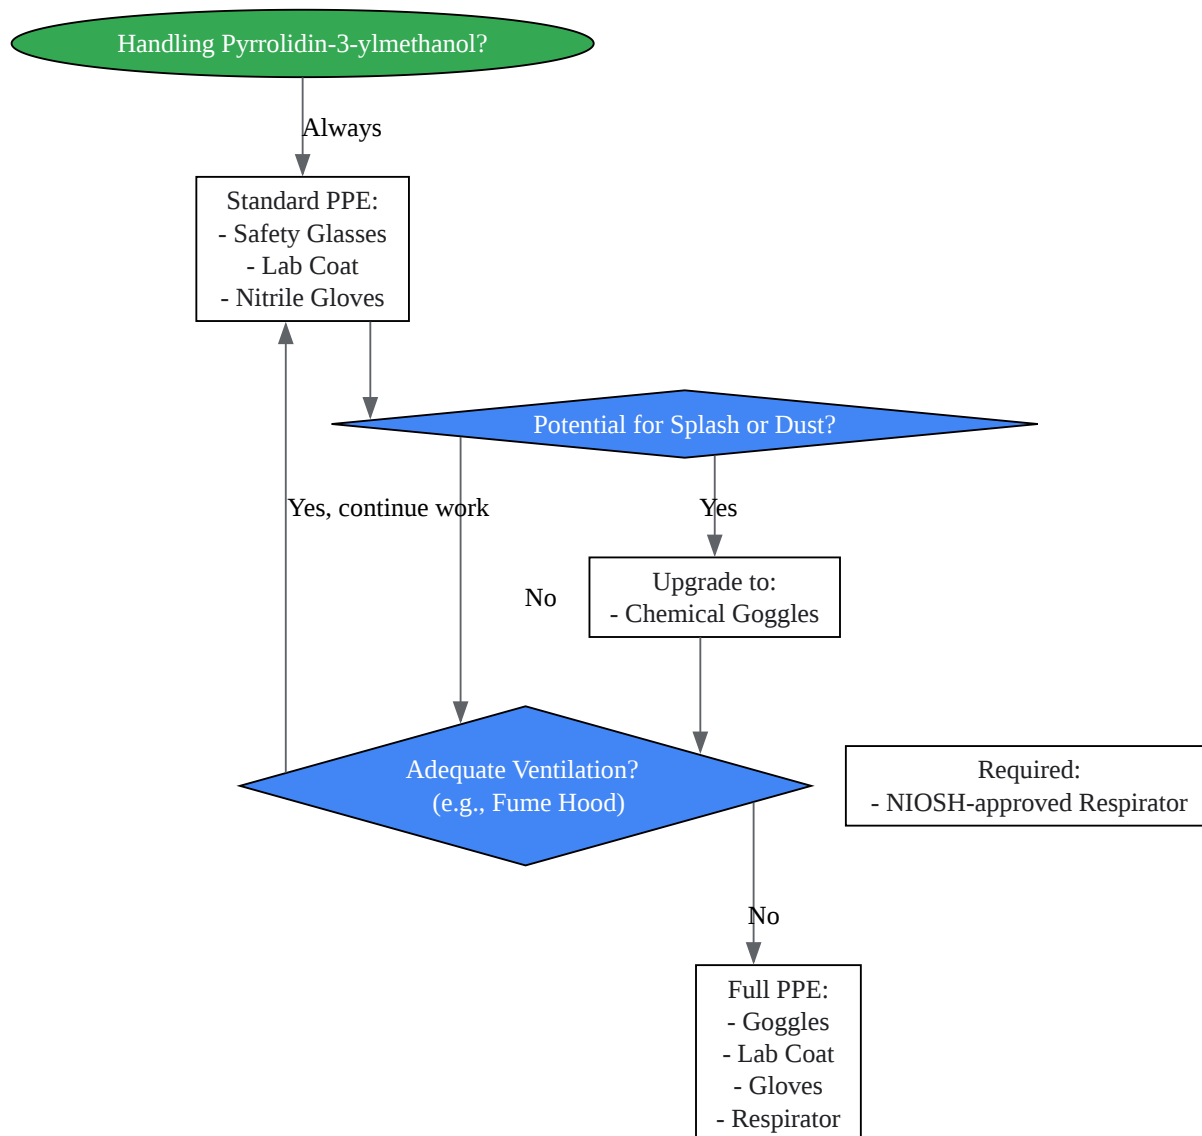 Handling Pyrrolidin-3-ylmethanol?
Always
Standard PPE:
- Safety Glasses
- Lab Coat
- Nitrile Gloves
Potential for Splash or Dust?
Yes, continue work
Yes
No
Upgrade to:
- Chemical Goggles
Adequate Ventilation?
(e.g., Fume Hood)
Required:
- NIOSH-approved Respirator
No
Full PPE:
- Goggles
- Lab Coat
- Gloves
- Respirator